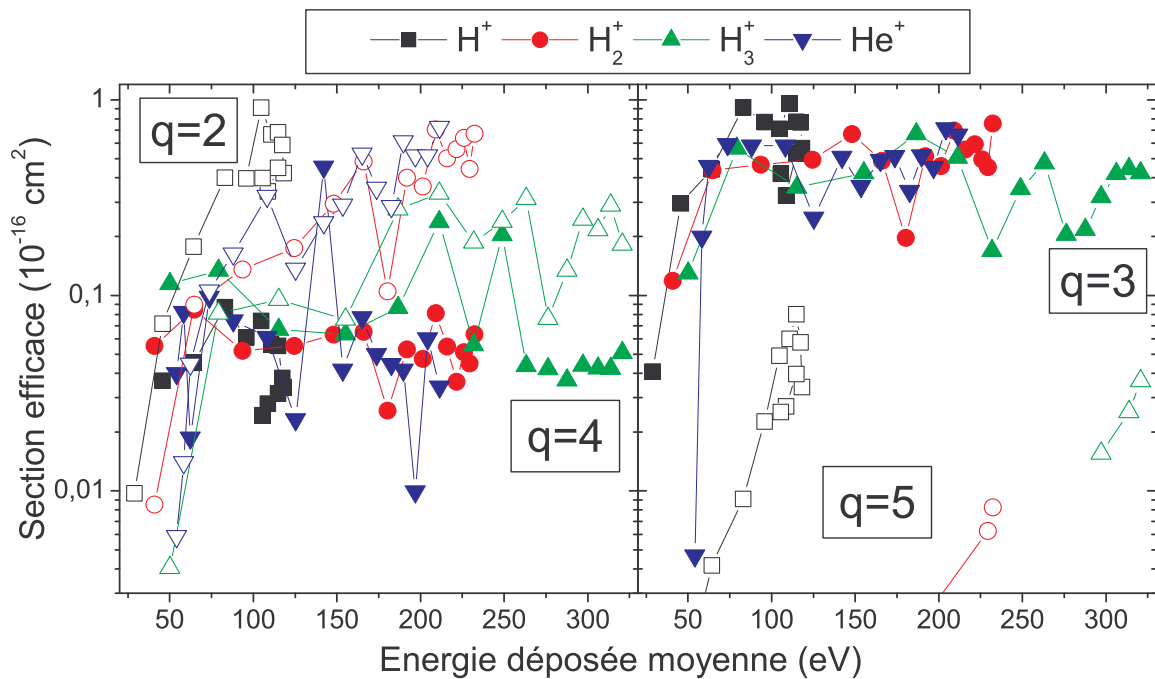 H⁺ H₂⁺ H₃⁺ He⁺
Section efficace (10⁻¹⁶ cm²)
1
0,1
0,01
q=2
q=4
q=3
q=5
50 100 150 200 250 300
50 100 150 200 250 300
Energie déposée moyenne (eV)